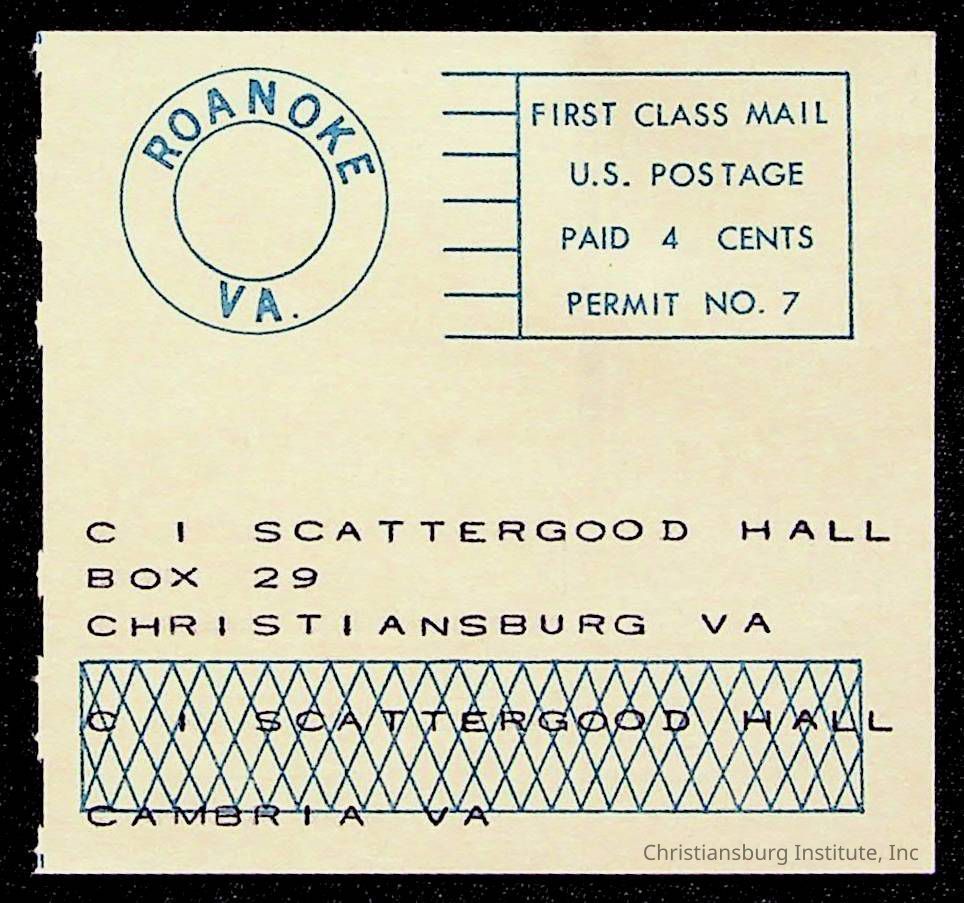 ROANOKE
VA.
FIRST CLASS MAIL
U.S. POSTAGE
PAID 4 CENTS
PERMIT NO. 7
C I SCATTERGOOD HALL
BOX 29
CHRISTIANSBURG VA
C I SCATTERGOOD HALL
CAMBRIA VA
Christiansburg Institute, Inc